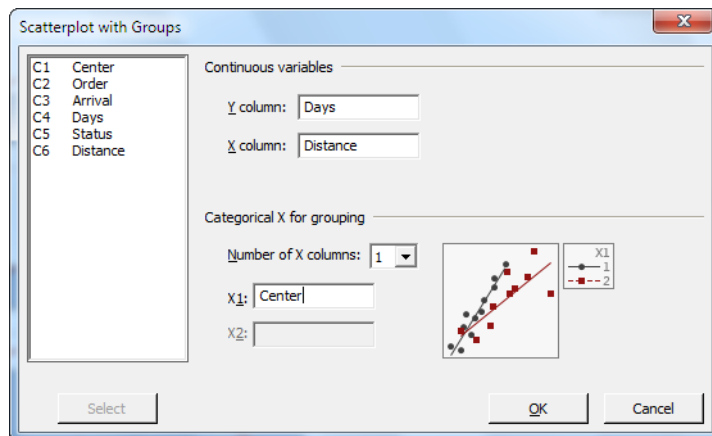 Scatterplot with Groups
C1 Center
C2 Order
C3 Arrival
C4 Days
C5 Status
C6 Distance
Continuous variables
Y column: Days
X column: Distance
Categorical X for grouping
Number of X columns: 1
X1: Center
X2:
X1
1
2
Select
OK
Cancel